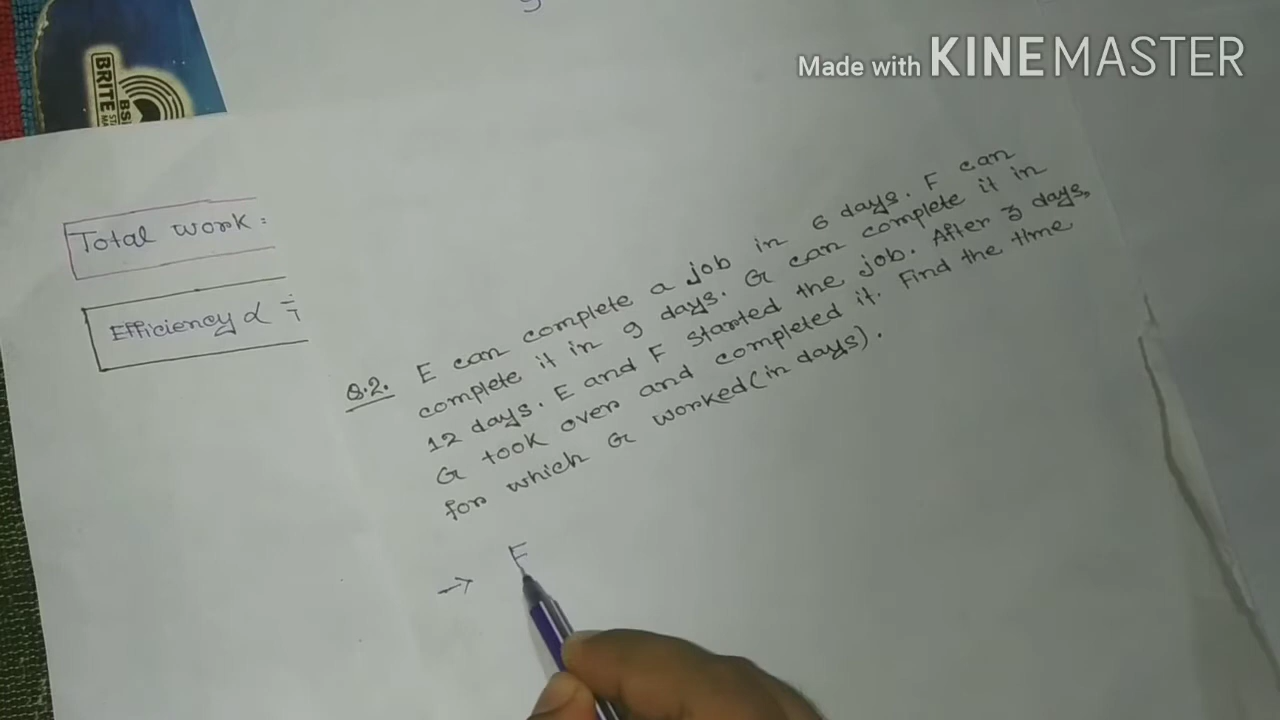 Made with KINEMASTER
BRITE
BSI
Total work :
Efficiency ∝
Q.2. E can complete a job in 6 days. F can
complete it in 9 days. G can complete it in
12 days. E and F started the job. After 3 days,
G took over and completed it. Find the time
for which G worked (in days).
→ E